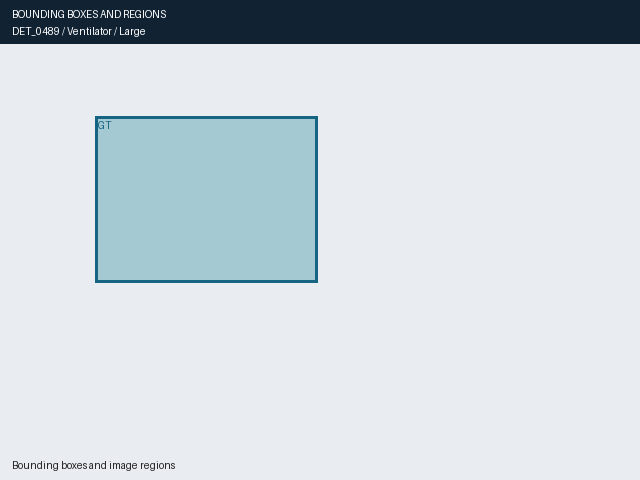 BOUNDING BOXES AND REGIONS
DET_0489 / Ventilator / Large
GT
Bounding boxes and image regions